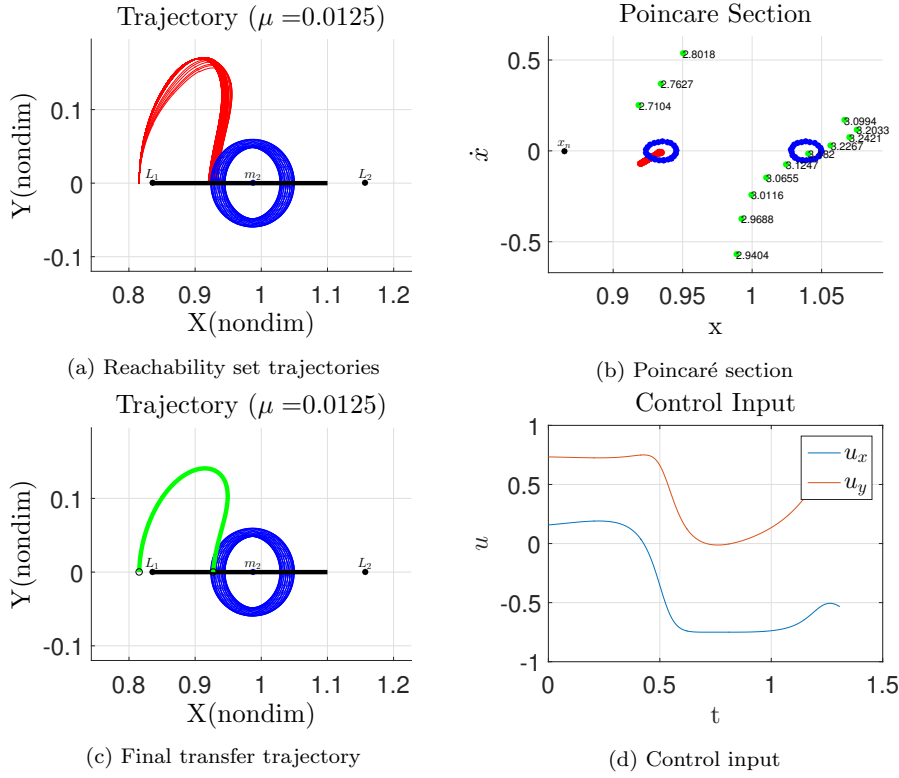 Trajectory (μ =0.0125)
Y(nondim)
0.1
0
-0.1
L₁
m₂
L₂
0.8
0.9
1
1.1
1.2
X(nondim)
(a) Reachability set trajectories
Poincare Section
ẋ
0.5
0
-0.5
xₙ
2.8018
2.7627
2.7104
3.0994
3.2033
3.2421
3.2267
3.1247
3.0655
3.0116
2.9688
2.9404
0.9
0.95
1
1.05
x
(b) Poincaré section
Trajectory (μ =0.0125)
Y(nondim)
0.1
0
-0.1
L₁
m₂
L₂
0.8
0.9
1
1.1
1.2
X(nondim)
(c) Final transfer trajectory
Control Input
u
1
0.5
0
-0.5
-1
uₓ
u_y
0
0.5
1
1.5
t
(d) Control input